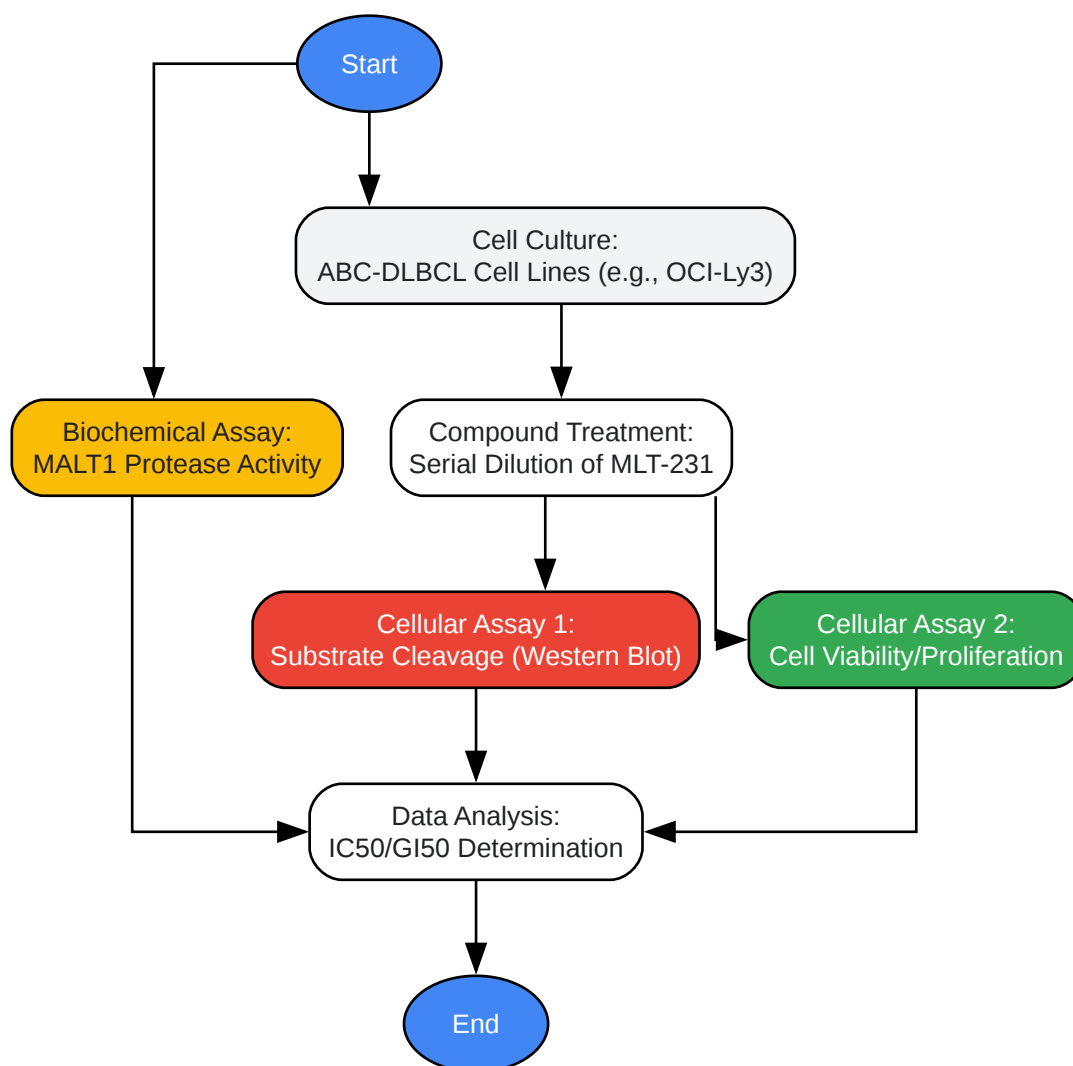 Start
Cell Culture:
ABC-DLBCL Cell Lines (e.g., OCI-Ly3)
Biochemical Assay:
MALT1 Protease Activity
Compound Treatment:
Serial Dilution of MLT-231
Cellular Assay 1:
Substrate Cleavage (Western Blot)
Cellular Assay 2:
Cell Viability/Proliferation
Data Analysis:
IC50/GI50 Determination
End